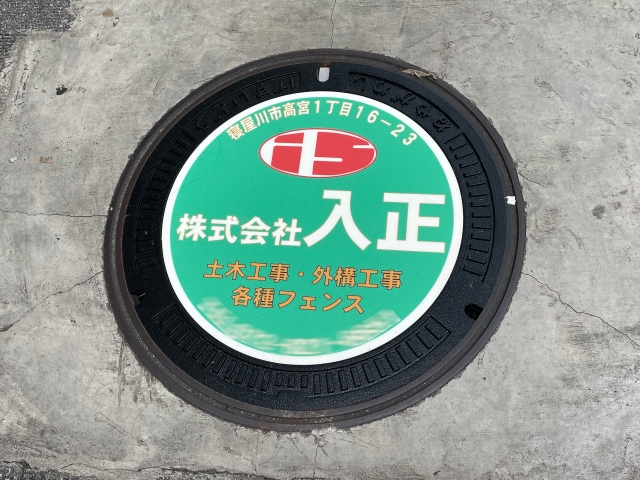 寝屋川市高宮1丁目16-23
株式会社入正
土木工事・外構工事
各種フェンス